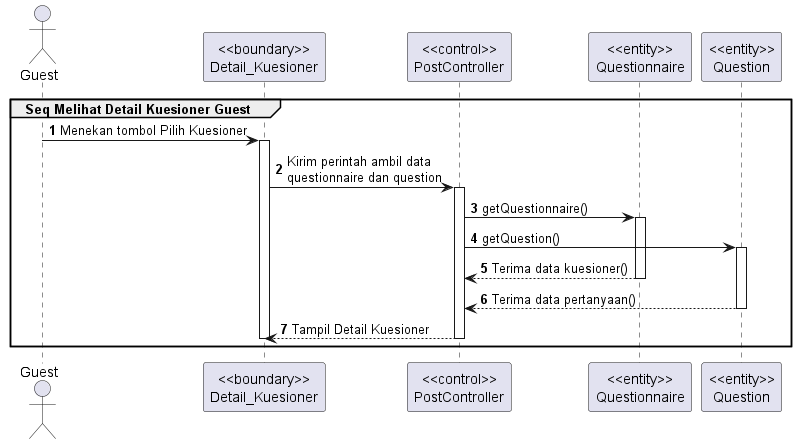 Guest
<<boundary>>
Detail_Kuesioner
<<control>>
PostController
<<entity>>
Questionnaire
<<entity>>
Question
Seq Melihat Detail Kuesioner Guest
1 Menekan tombol Pilih Kuesioner
2 Kirim perintah ambil data
questionnaire dan question
3 getQuestionnaire()
4 getQuestion()
5 Terima data kuesioner()
6 Terima data pertanyaan()
7 Tampil Detail Kuesioner
Guest
<<boundary>>
Detail_Kuesioner
<<control>>
PostController
<<entity>>
Questionnaire
<<entity>>
Question